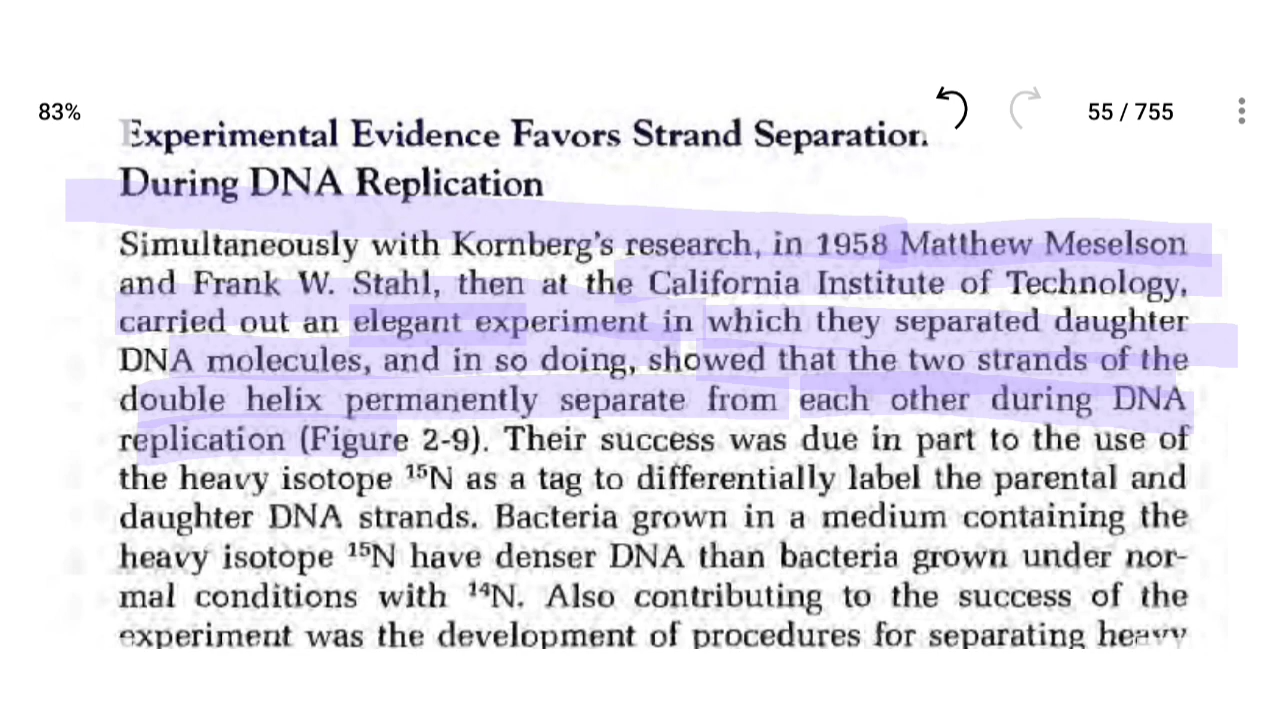 83%
55 / 755
Experimental Evidence Favors Strand Separation
During DNA Replication
Simultaneously with Kornberg's research, in 1958 Matthew Meselson
and Frank W. Stahl, then at the California Institute of Technology,
carried out an elegant experiment in which they separated daughter
DNA molecules, and in so doing, showed that the two strands of the
double helix permanently separate from each other during DNA
replication (Figure 2-9). Their success was due in part to the use of
the heavy isotope ¹⁵N as a tag to differentially label the parental and
daughter DNA strands. Bacteria grown in a medium containing the
heavy isotope ¹⁵N have denser DNA than bacteria grown under nor-
mal conditions with ¹⁴N. Also contributing to the success of the
experiment was the development of procedures for separating heavy